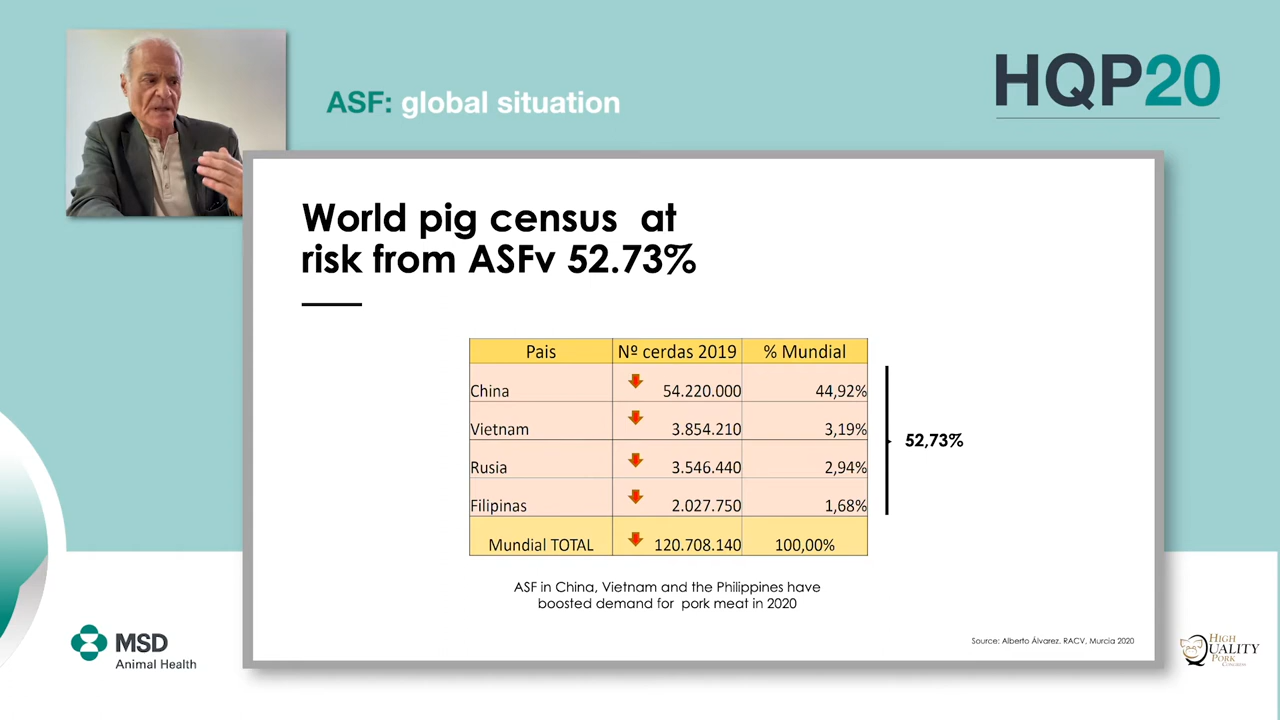 ASF: global situation
HQP20
World pig census at
risk from ASFv 52.73%
Pais Nº cerdas 2019 % Mundial
China 54.220.000 44,92%
Vietnam 3.854.210 3,19%
Rusia 3.546.440 2,94%
Filipinas 2.027.750 1,68%
Mundial TOTAL 120.708.140 100,00%
52,73%
ASF in China, Vietnam and the Philippines have
boosted demand for pork meat in 2020
Source: Alberto Álvarez. RACV, Murcia 2020
MSD
Animal Health
HIGH
QUALITY
PORK
CONGRESS